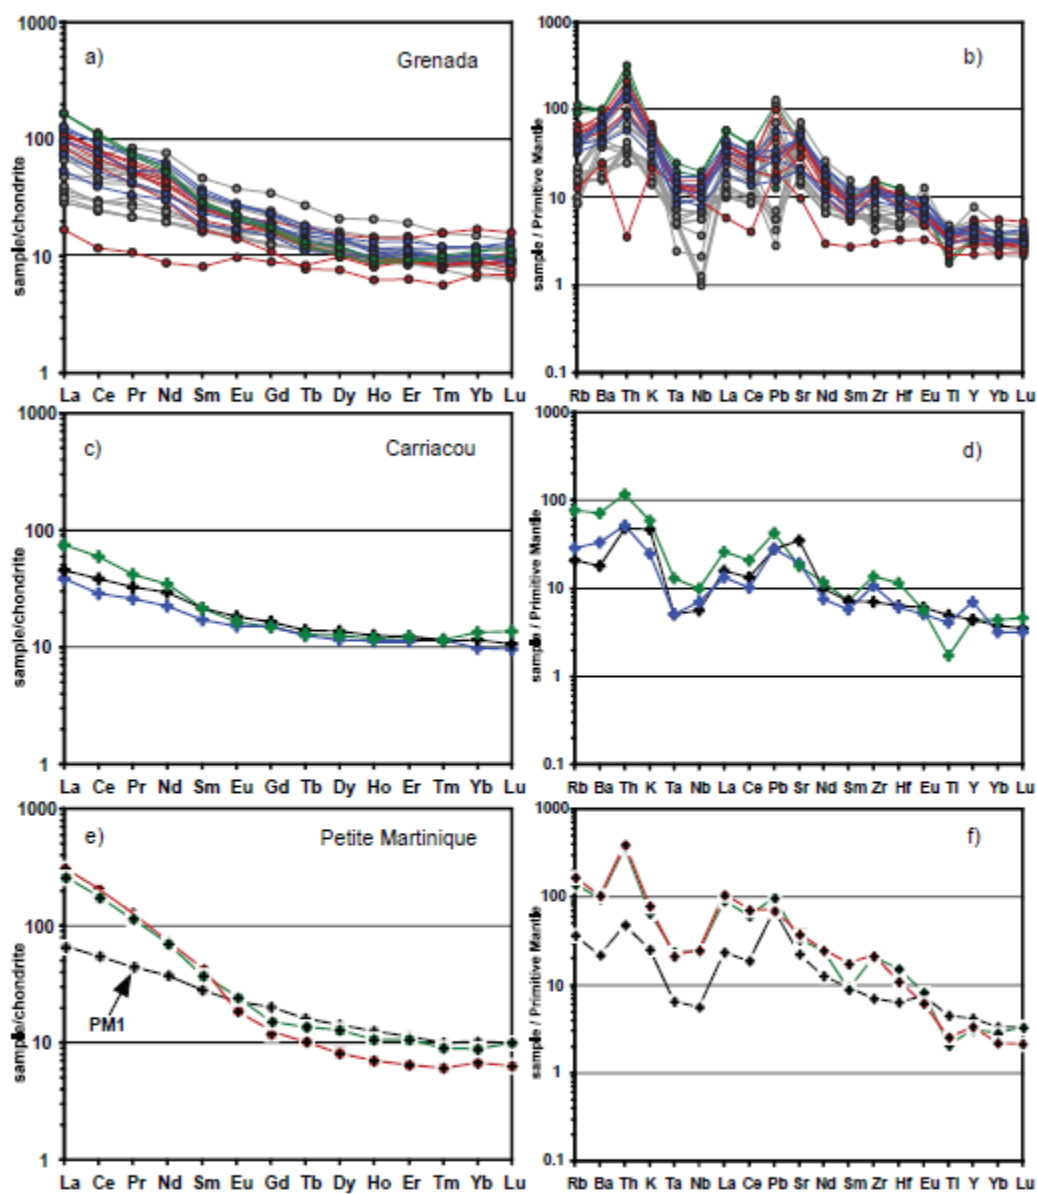 a)
Grenada
1000
100
10
1
sample/chondrite
La Ce Pr Nd Sm Eu Gd Tb Dy Ho Er Tm Yb Lu
b)
1000
100
10
1
0.1
sample / Primitive Mantle
Rb Ba Th K Ta Nb La Ce Pb Sr Nd Sm Zr Hf Eu Ti Y Yb Lu
c)
Carriacou
1000
100
10
1
sample/chondrite
La Ce Pr Nd Sm Eu Gd Tb Dy Ho Er Tm Yb Lu
d)
1000
100
10
1
0.1
sample / Primitive Mantle
Rb Ba Th K Ta Nb La Ce Pb Sr Nd Sm Zr Hf Eu Ti Y Yb Lu
e)
Petite Martinique
1000
100
10
1
sample/chondrite
PM1
La Ce Pr Nd Sm Eu Gd Tb Dy Ho Er Tm Yb Lu
f)
1000
100
10
1
0.1
sample / Primitive Mantle
Rb Ba Th K Ta Nb La Ce Pb Sr Nd Sm Zr Hf Eu Ti Y Yb Lu